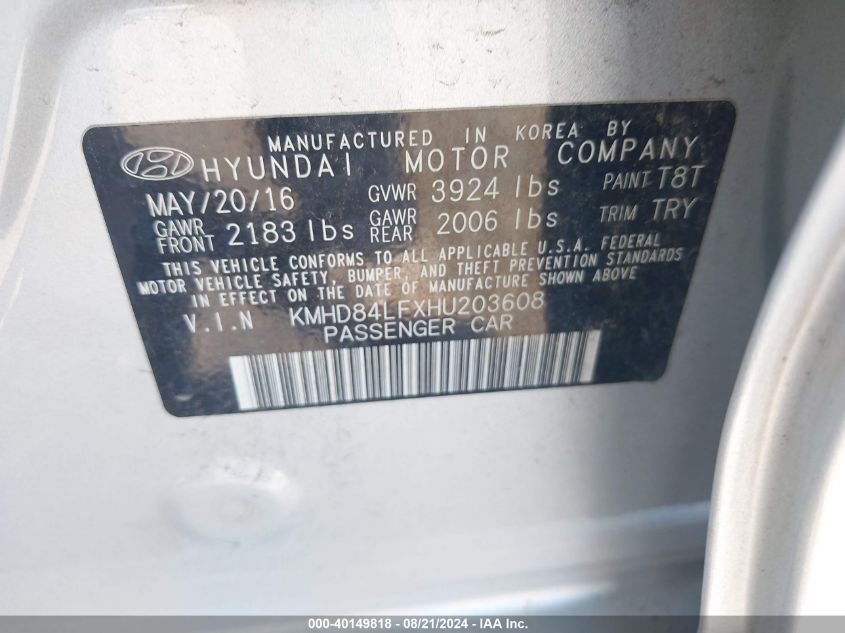 MANUFACTURED IN KOREA BY
HYUNDAI MOTOR COMPANY
MAY/20/16 GVWR 3924 lbs PAINT T8T
GAWR FRONT 2183 lbs GAWR REAR 2006 lbs TRIM TRY
THIS VEHICLE CONFORMS TO ALL APPLICABLE U.S.A. FEDERAL
MOTOR VEHICLE SAFETY, BUMPER, AND THEFT PREVENTION STANDARDS
IN EFFECT ON THE DATE OF MANUFACTURE SHOWN ABOVE
V.I.N KMHD84LFXHU203608
PASSENGER CAR
000-40149818 - 08/21/2024 - IAAI.com